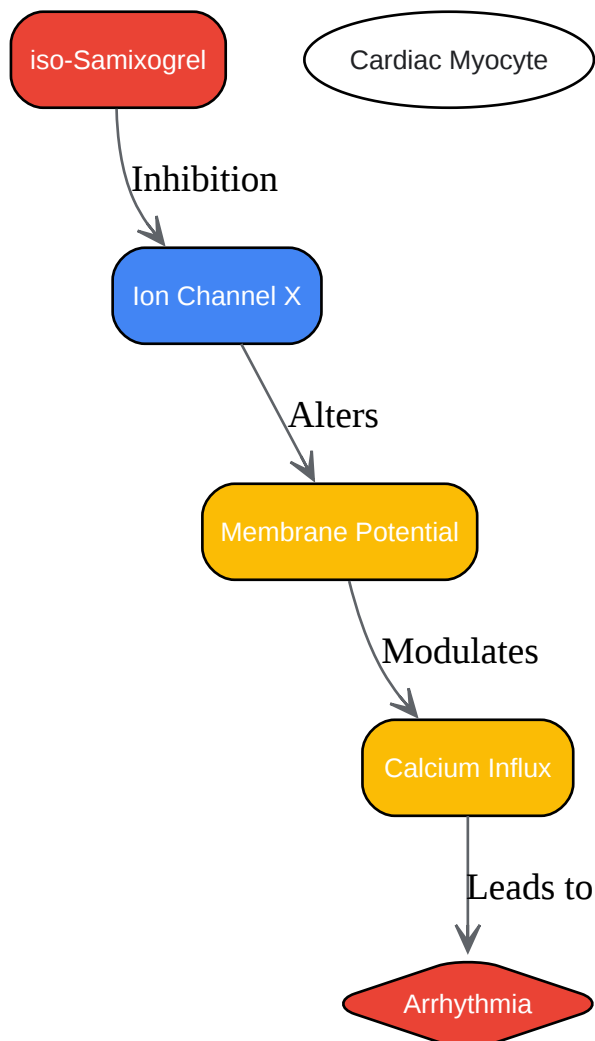 iso-Samixogrel
Cardiac Myocyte
Inhibition
Ion Channel X
Alters
Membrane Potential
Modulates
Calcium Influx
Leads to
Arrhythmia